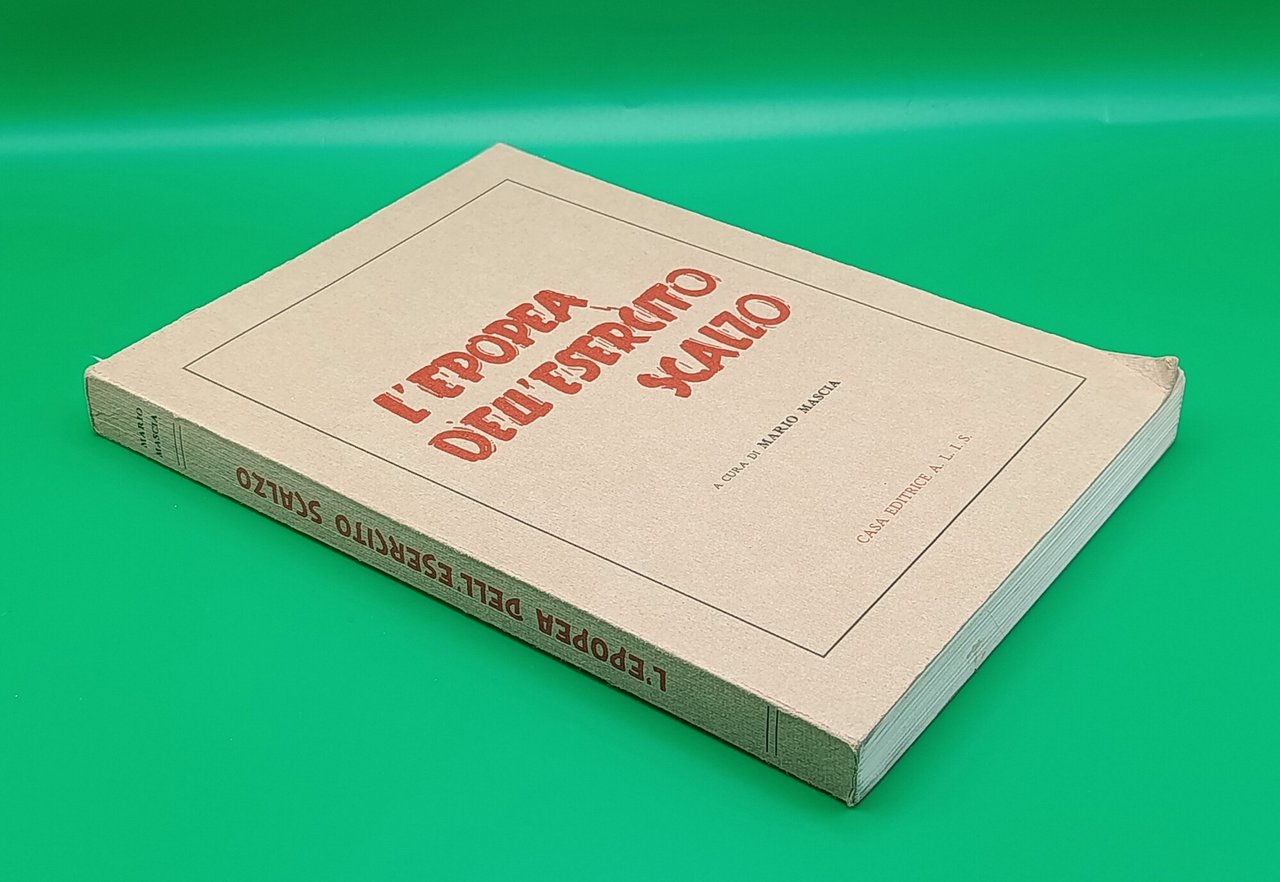 L'EPOPEA
DELL'ESERCITO
SCALZO
A CURA DI MARIO MASCIA
CASA EDITRICE A. L. I. S.
MARIO
MASCIA
L'EPOPEA DELL'ESERCITO SCALZO